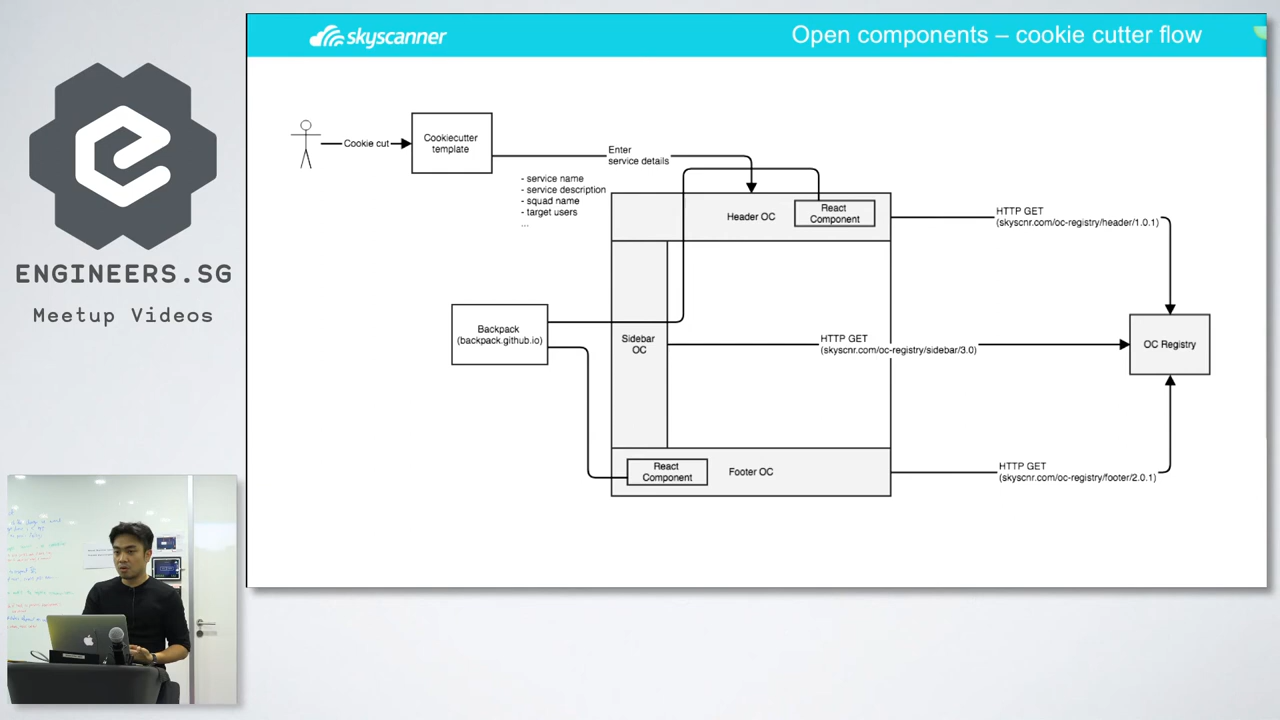 skyscanner
Open components – cookie cutter flow
Cookie cut
Cookiecutter
template
Enter
service details
- service name
- service description
- squad name
- target users
...
Header OC
React
Component
HTTP GET
(skyscnr.com/oc-registry/header/1.0.1)
Backpack
(backpack.github.io)
Sidebar
OC
HTTP GET
(skyscnr.com/oc-registry/sidebar/3.0)
OC Registry
React
Component
Footer OC
HTTP GET
(skyscnr.com/oc-registry/footer/2.0.1)
ENGINEERS.SG
Meetup Videos